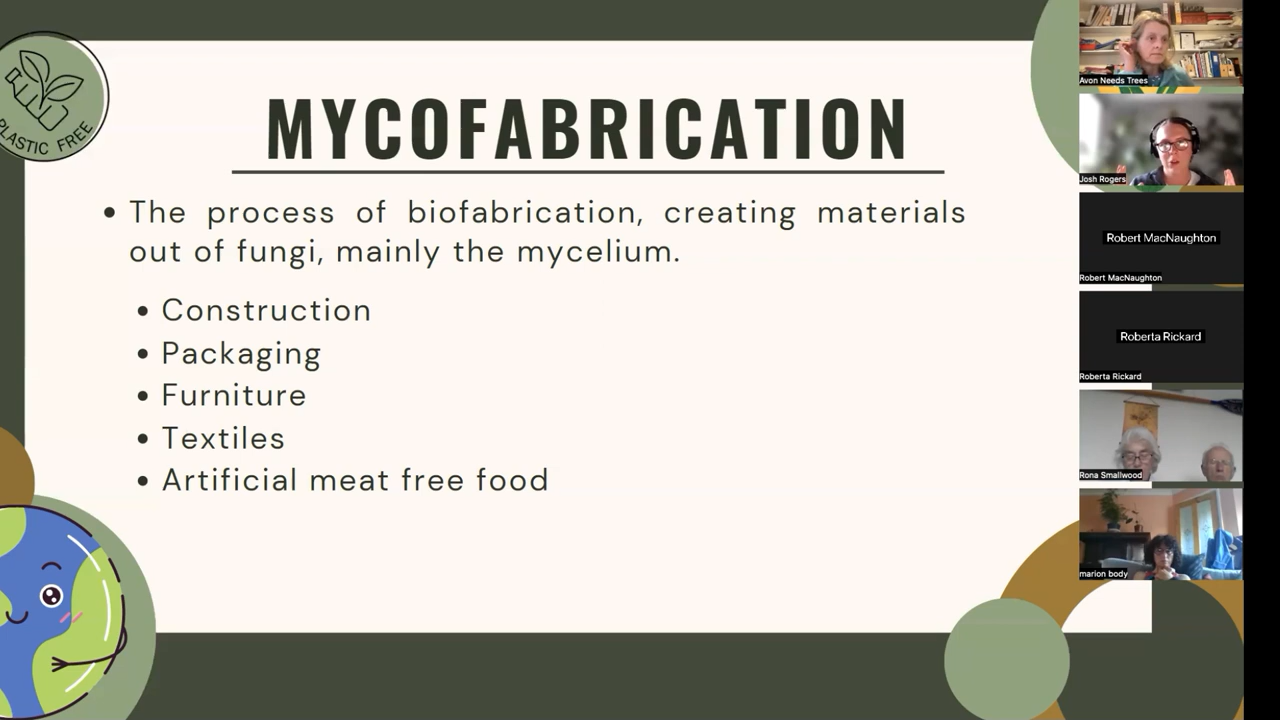 PLASTIC FREE
MYCOFABRICATION
• The process of biofabrication, creating materials
out of fungi, mainly the mycelium.
• Construction
• Packaging
• Furniture
• Textiles
• Artificial meat free food
Avon Needs Trees
Josh Rogers
Robert MacNaughton
Robert MacNaughton
Roberta Rickard
Roberta Rickard
Rona Smallwood
marion body